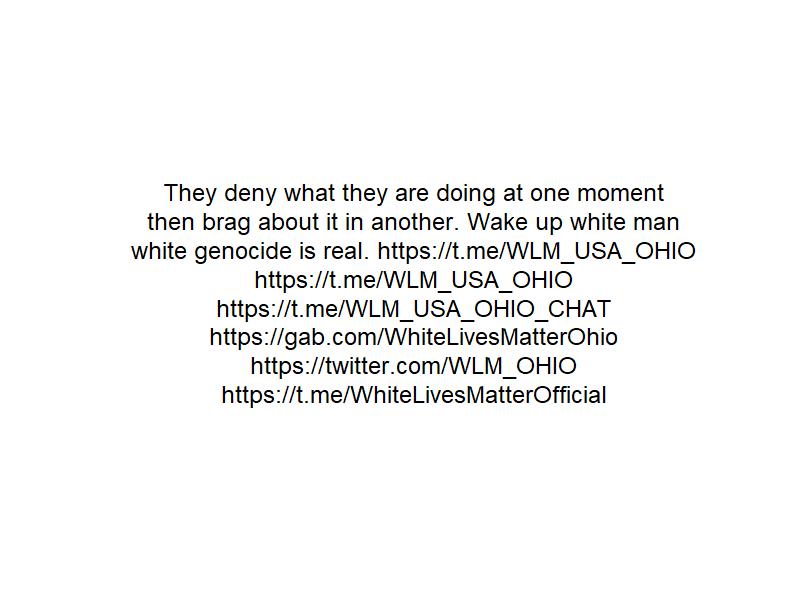 They deny what they are doing at one moment
then brag about it in another. Wake up white man
white genocide is real. https://t.me/WLM_USA_OHIO
https://t.me/WLM_USA_OHIO
https://t.me/WLM_USA_OHIO_CHAT
https://gab.com/WhiteLivesMatterOhio
https://twitter.com/WLM_OHIO
https://t.me/WhiteLivesMatterOfficial